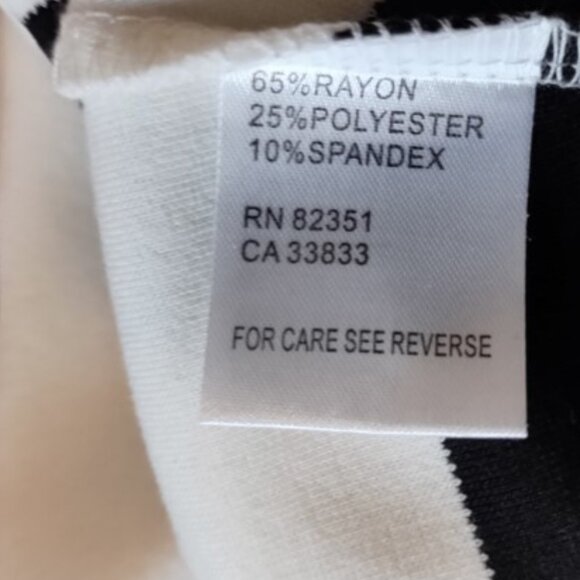 65%RAYON
25%POLYESTER
10%SPANDEX
RN 82351
CA 33833
FOR CARE SEE REVERSE